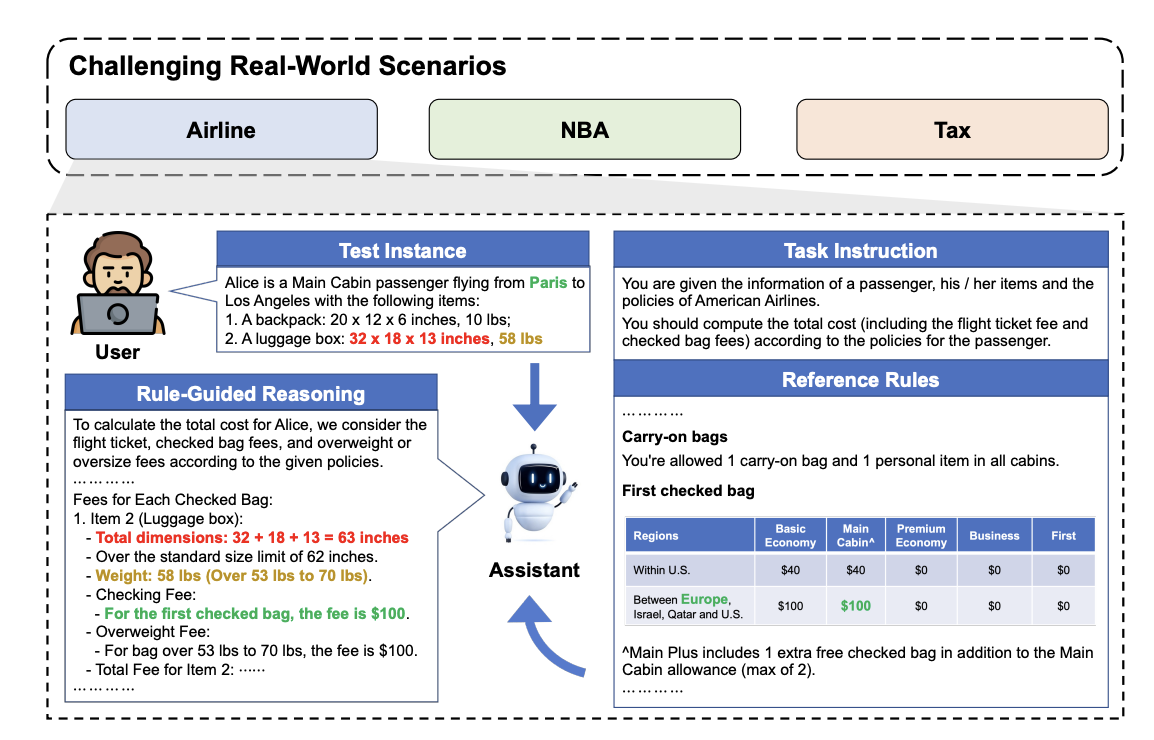 Challenging Real-World Scenarios
Airline
NBA
Tax
Test Instance
Alice is a Main Cabin passenger flying from Paris to
Los Angeles with the following items:
1. A backpack: 20 x 12 x 6 inches, 10 lbs;
2. A luggage box: 32 x 18 x 13 inches, 58 lbs
User
Rule-Guided Reasoning
To calculate the total cost for Alice, we consider the
flight ticket, checked bag fees, and overweight or
oversize fees according to the given policies.
…………
Fees for Each Checked Bag:
1. Item 2 (Luggage box):
- Total dimensions: 32 + 18 + 13 = 63 inches
- Over the standard size limit of 62 inches.
- Weight: 58 lbs (Over 53 lbs to 70 lbs).
- Checking Fee:
- For the first checked bag, the fee is $100.
- Overweight Fee:
- For bag over 53 lbs to 70 lbs, the fee is $100.
- Total Fee for Item 2: ……
…………
Assistant
Task Instruction
You are given the information of a passenger, his / her items and the
policies of American Airlines.
You should compute the total cost (including the flight ticket fee and
checked bag fees) according to the policies for the passenger.
Reference Rules
…………
Carry-on bags
You're allowed 1 carry-on bag and 1 personal item in all cabins.
First checked bag
Regions Basic Economy Main Cabin^ Premium Economy Business First
Within U.S. $40 $40 $0 $0 $0
Between Europe, Israel, Qatar and U.S. $100 $100 $0 $0 $0
^Main Plus includes 1 extra free checked bag in addition to the Main
Cabin allowance (max of 2).
…………